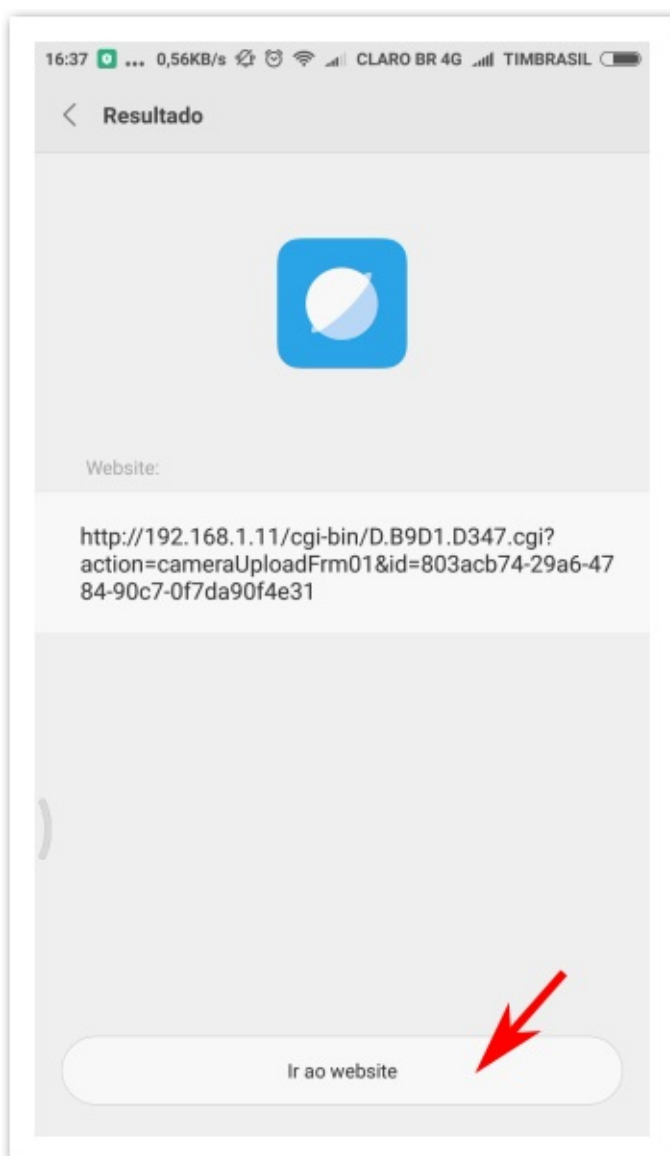 16:37 ... 0,56KB/s CLARO BR 4G TIMBRASIL
Resultado
Website:
http://192.168.1.11/cgi-bin/D.B9D1.D347.cgi?
action=cameraUploadFrm01&id=803acb74-29a6-47
84-90c7-0f7da90f4e31
Ir ao website